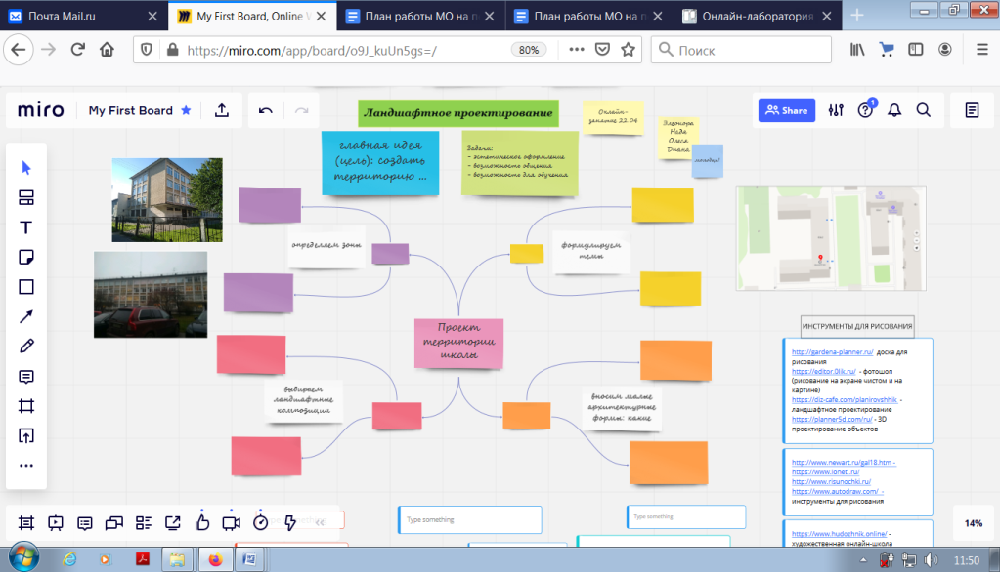 Почта Mail.ru
My First Board, Online W
План работы МО на п
План работы МО на п
Онлайн-лаборатория
https://miro.com/app/board/o9J_kuUn5gs=/
80%
Поиск
miro
My First Board
Share
1
Ландшафтное проектирование
Онлайн-
занятие 22.04
Элеонора
Надя
Олеся
Диана
главная идея
(цель): создать
территорию ...
Задачи:
- эстетическое оформление
- возможность общения
- возможность для обучения
определяем зоны
формулируем
темы
Проект
территории
школы
выбираем
ландшафтные
композиции
вносим малые
архитектурные
формы: какие
ИНСТРУМЕНТЫ ДЛЯ РИСОВАНИЯ
http://gardena-planner.ru/ доска для
рисования
https://editor.0lik.ru/ - фотошоп
(рисование на экране чистом и на
картине)
https://diz-cafe.com/planirovshhik -
ландшафтное проектирование
https://planner5d.com/ru/ - 3D
проектирование объектов
http://www.newart.ru/gal18.htm -
https://www.loneti.ru/
http://www.risunochki.ru/
https://www.autodraw.com/ -
инструменты для рисования
https://www.hudozhnik.online/ -
художественная онлайн-школа
Type something
Type something
14%
11:50